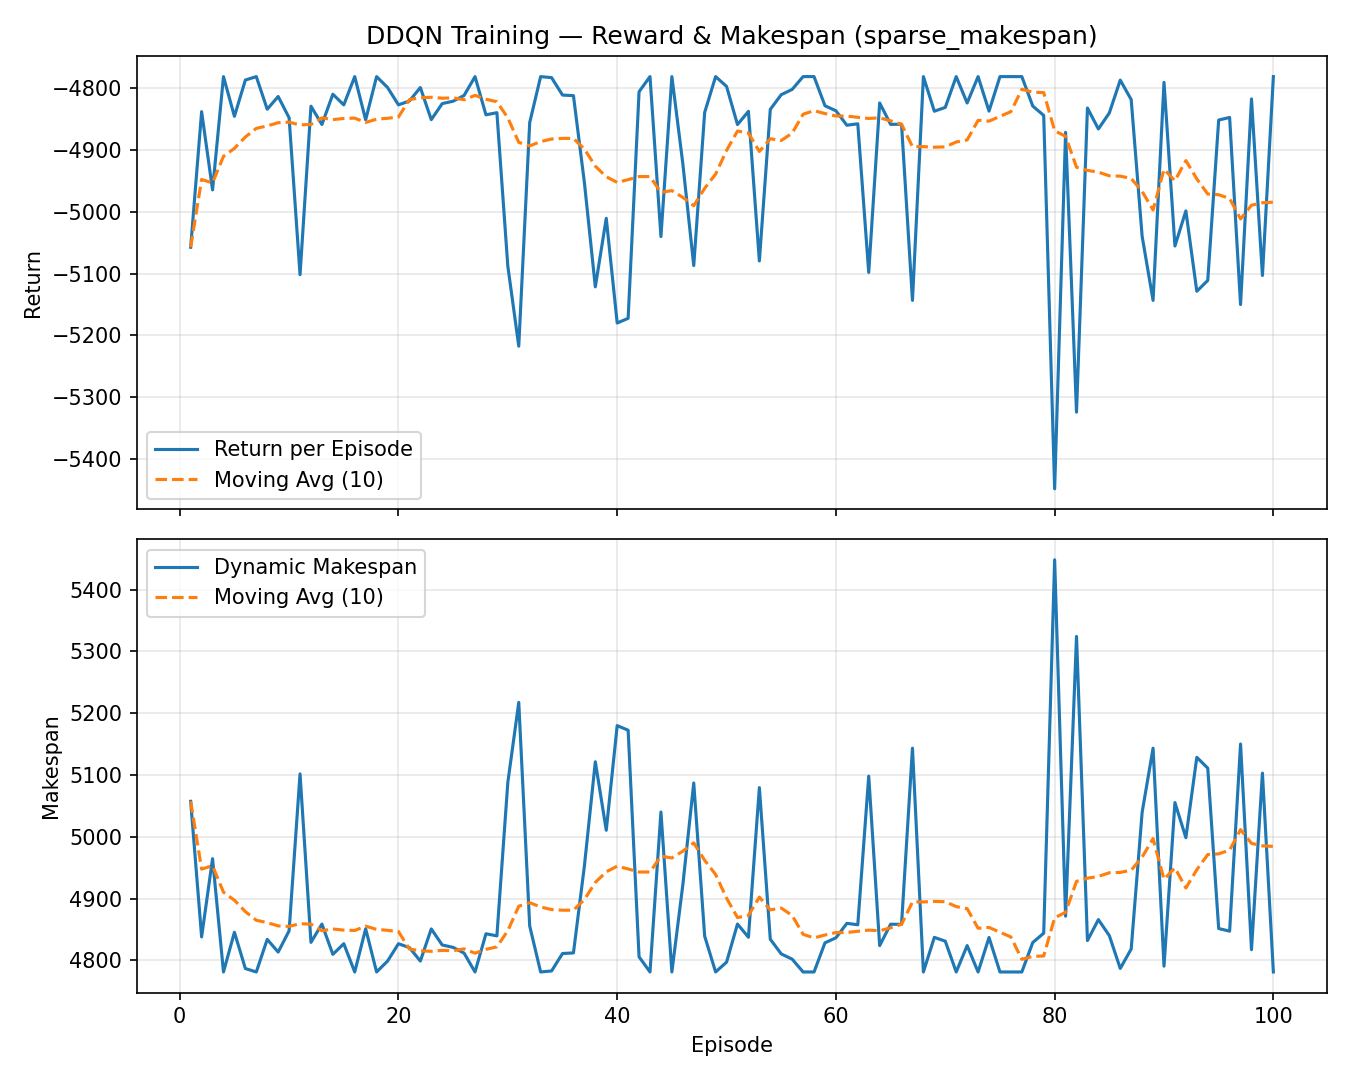 DDQN Training — Reward & Makespan (sparse_makespan)
−4800
−4900
−5000
−5100
−5200
−5300
−5400
Return
Return per Episode
Moving Avg (10)
Dynamic Makespan
Moving Avg (10)
5400
5300
5200
5100
5000
4900
4800
Makespan
0 20 40 60 80 100
Episode